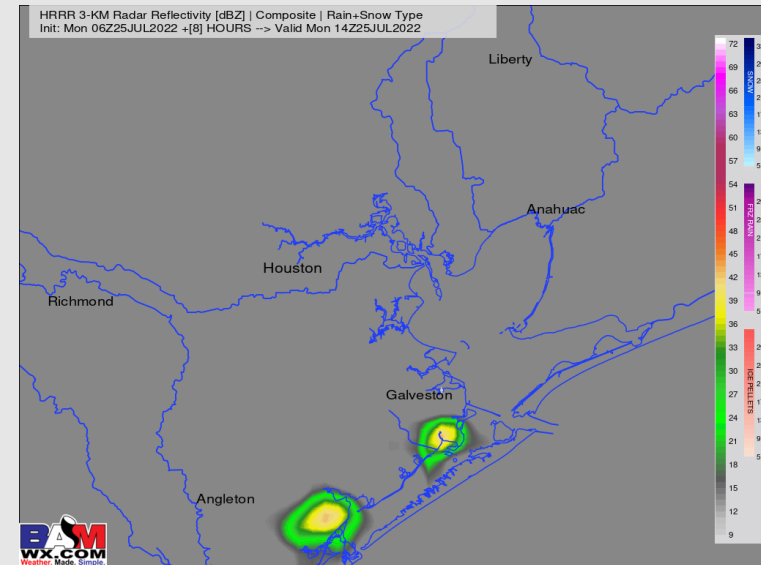 HRRR 3-KM Radar Reflectivity [dBZ] | Composite | Rain+Snow Type
Init: Mon 06Z25JUL2022 +[8] HOURS --> Valid Mon 14Z25JUL2022
Liberty
Anahuac
Houston
Richmond
Galveston
Angleton
72
69
66
63
60
57
54
51
48
45
42
39
36
33
30
27
24
21
18
15
12
9
SNOW
FRZ RAIN
ICE PELLETS
BAM
WX.COM
Weather. Made. Simple.